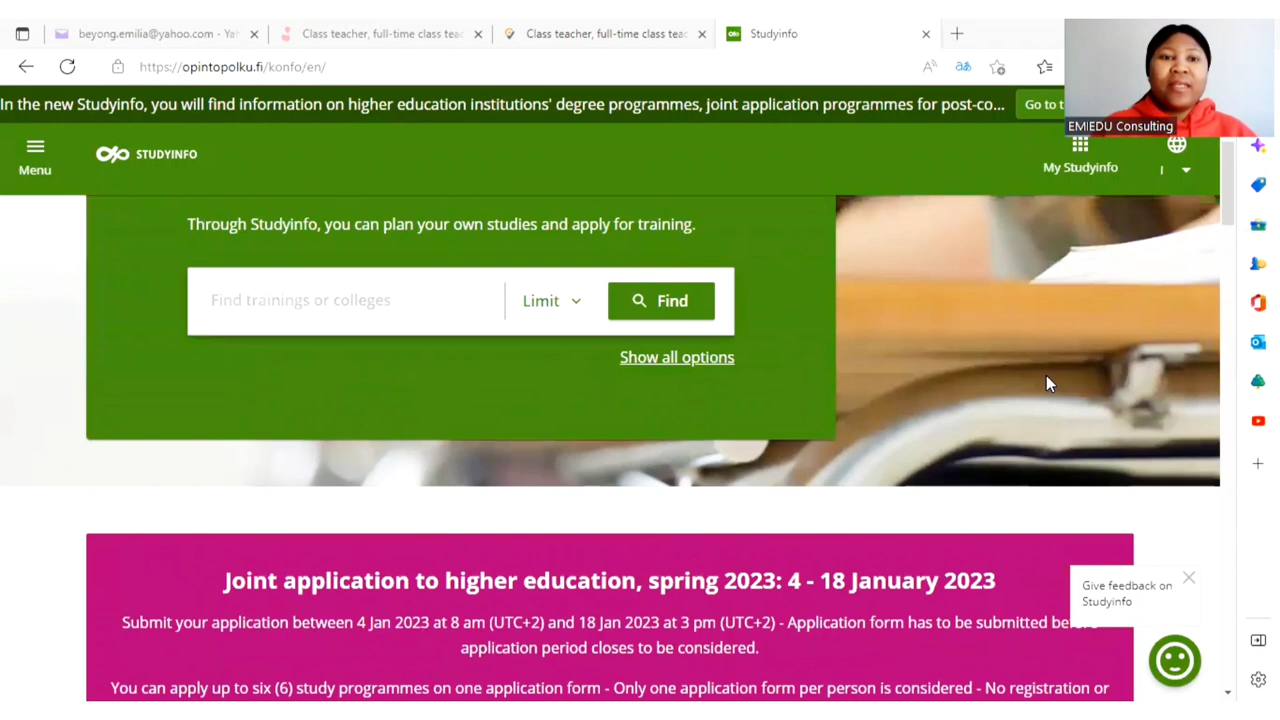 beyong.emilia@yahoo.com - Ya
Class teacher, full-time class teac
Class teacher, full-time class teac
Studyinfo
https://opintopolku.fi/konfo/en/
In the new Studyinfo, you will find information on higher education institutions' degree programmes, joint application programmes for post-co...
Go to t
EMIEDU Consulting
Menu
STUDYINFO
My Studyinfo
Through Studyinfo, you can plan your own studies and apply for training.
Find trainings or colleges
Limit
Find
Show all options
Joint application to higher education, spring 2023: 4 - 18 January 2023
Submit your application between 4 Jan 2023 at 8 am (UTC+2) and 18 Jan 2023 at 3 pm (UTC+2) - Application form has to be submitted before
application period closes to be considered.
You can apply up to six (6) study programmes on one application form - Only one application form per person is considered - No registration or
Give feedback on
Studyinfo